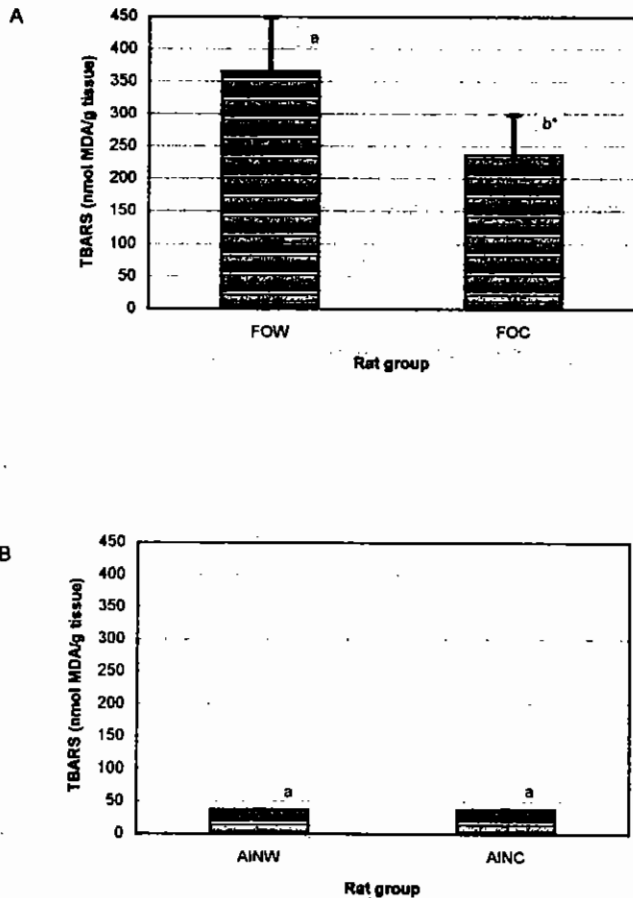 A
TBARS (nmol MDA/g tissue)
450
400
350
300
250
200
150
100
50
0
a
b*
FOW
FOC
Rat group
B
TBARS (nmol MDA/g tissue)
450
400
350
300
250
200
150
100
50
0
a
a
AINW
AINC
Rat group